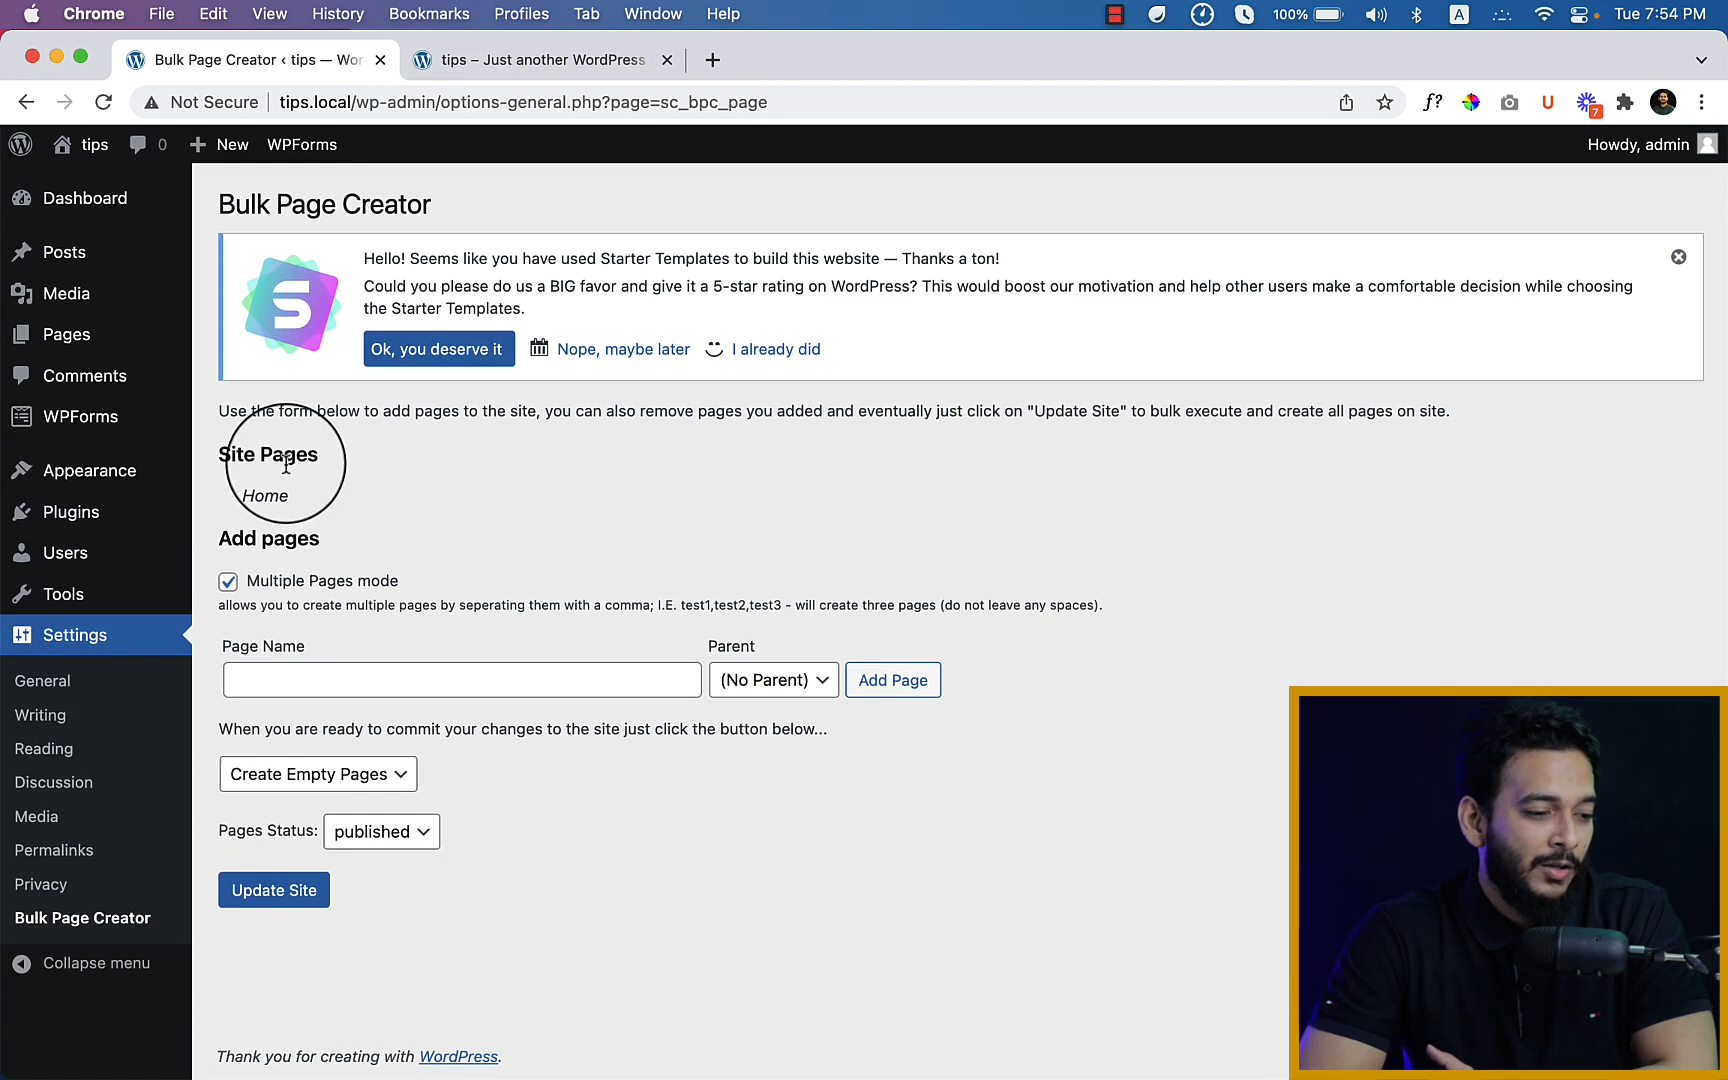 Chrome File Edit View History Bookmarks Profiles Tab Window Help 100% A Tue 7:54 PM
Bulk Page Creator ‹ tips — Wor tips – Just another WordPress
Not Secure tips.local/wp-admin/options-general.php?page=sc_bpc_page f? U 7
tips 0 New WPForms Howdy, admin
Dashboard
Posts
Media
Pages
Comments
WPForms
Appearance
Plugins
Users
Tools
Settings
General
Writing
Reading
Discussion
Media
Permalinks
Privacy
Bulk Page Creator
Collapse menu
Bulk Page Creator
S
Hello! Seems like you have used Starter Templates to build this website — Thanks a ton!
Could you please do us a BIG favor and give it a 5-star rating on WordPress? This would boost our motivation and help other users make a comfortable decision while choosing
the Starter Templates.
Ok, you deserve it Nope, maybe later I already did
Use the form below to add pages to the site, you can also remove pages you added and eventually just click on "Update Site" to bulk execute and create all pages on site.
Site Pages
Home
Add pages
Multiple Pages mode
allows you to create multiple pages by seperating them with a comma; I.E. test1,test2,test3 - will create three pages (do not leave any spaces).
Page Name Parent
(No Parent) Add Page
When you are ready to commit your changes to the site just click the button below...
Create Empty Pages
Pages Status: published
Update Site
Thank you for creating with WordPress.